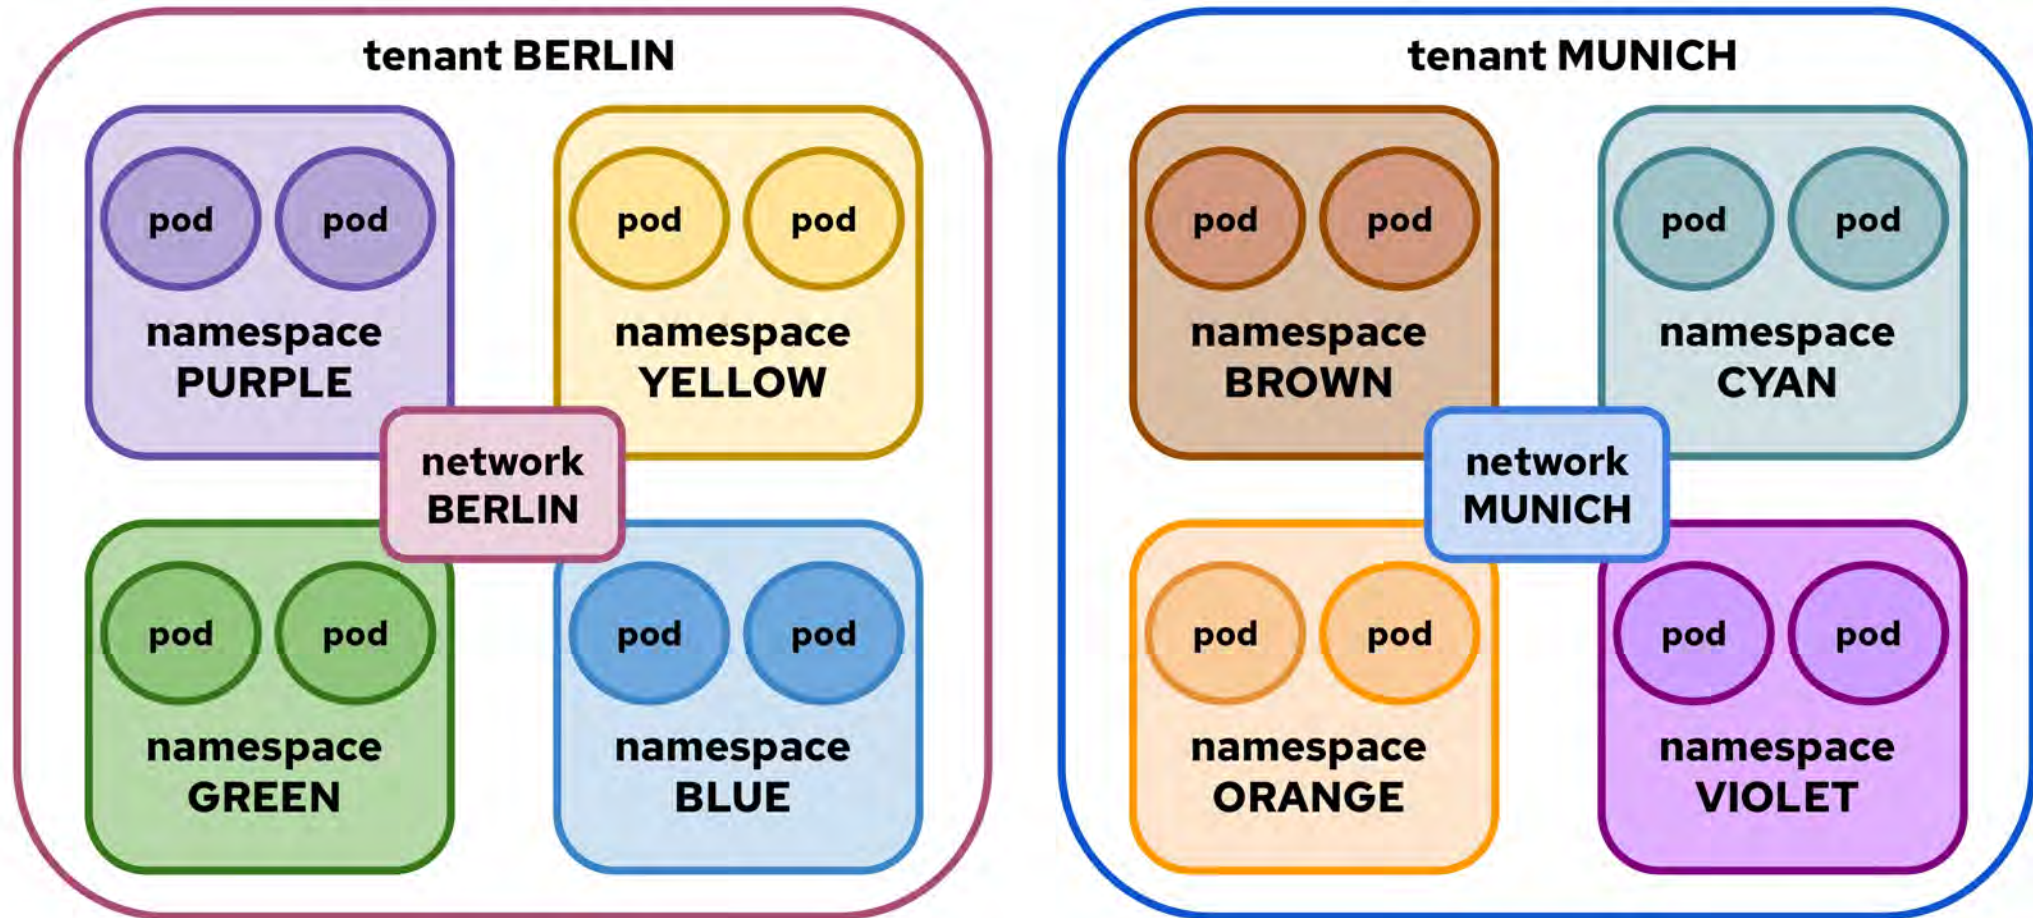 tenant BERLIN
pod
pod
namespace
PURPLE
pod
pod
namespace
YELLOW
network
BERLIN
pod
pod
namespace
GREEN
pod
pod
namespace
BLUE
tenant MUNICH
pod
pod
namespace
BROWN
pod
pod
namespace
CYAN
network
MUNICH
pod
pod
namespace
ORANGE
pod
pod
namespace
VIOLET